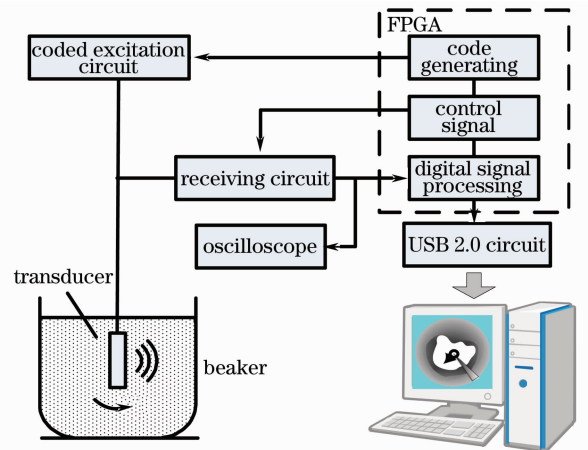 FPGA
coded excitation
circuit
code
generating
control
signal
receiving circuit
digital signal
processing
oscilloscope
USB 2.0 circuit
transducer
beaker